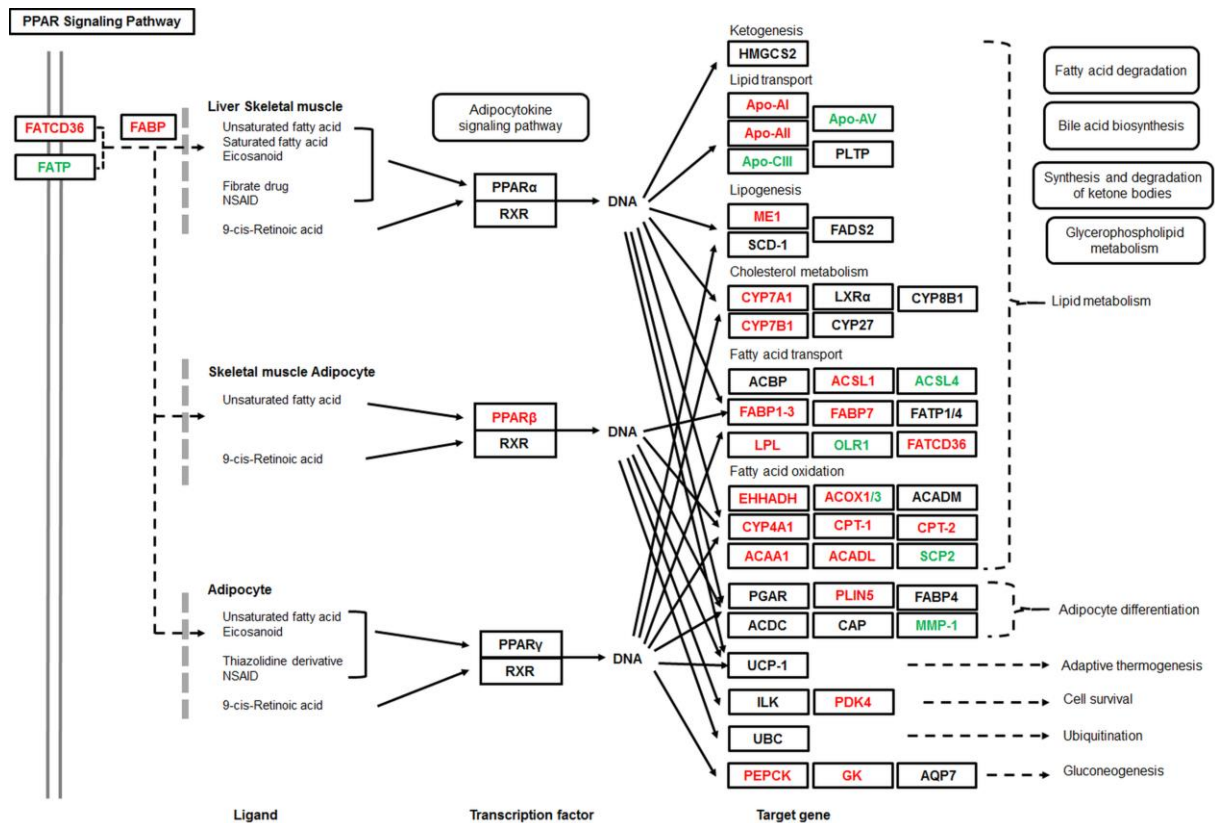 PPAR Signaling Pathway
FATCD36
FATP
FABP
Liver Skeletal muscle
Unsaturated fatty acid
Saturated fatty acid
Eicosanoid
Fibrate drug
NSAID
9-cis-Retinoic acid
Adipocytokine
signaling pathway
PPARα
RXR
DNA
Skeletal muscle Adipocyte
Unsaturated fatty acid
9-cis-Retinoic acid
PPARβ
RXR
DNA
Adipocyte
Unsaturated fatty acid
Eicosanoid
Thiazolidine derivative
NSAID
9-cis-Retinoic acid
PPARγ
RXR
DNA
Ketogenesis
HMGCS2
Lipid transport
Apo-AI
Apo-AV
Apo-AII
Apo-CIII
PLTP
Lipogenesis
ME1
FADS2
SCD-1
Cholesterol metabolism
CYP7A1 LXRα CYP8B1
CYP7B1 CYP27
Fatty acid transport
ACBP ACSL1 ACSL4
FABP1-3 FABP7 FATP1/4
LPL OLR1 FATCD36
Fatty acid oxidation
EHHADH ACOX1/3 ACADM
CYP4A1 CPT-1 CPT-2
ACAA1 ACADL SCP2
PGAR PLIN5 FABP4
ACDC CAP MMP-1
UCP-1
ILK PDK4
UBC
PEPCK GK AQP7
Fatty acid degradation
Bile acid biosynthesis
Synthesis and degradation
of ketone bodies
Glycerophospholipid
metabolism
Lipid metabolism
Adipocyte differentiation
Adaptive thermogenesis
Cell survival
Ubiquitination
Gluconeogenesis
Ligand
Transcription factor
Target gene